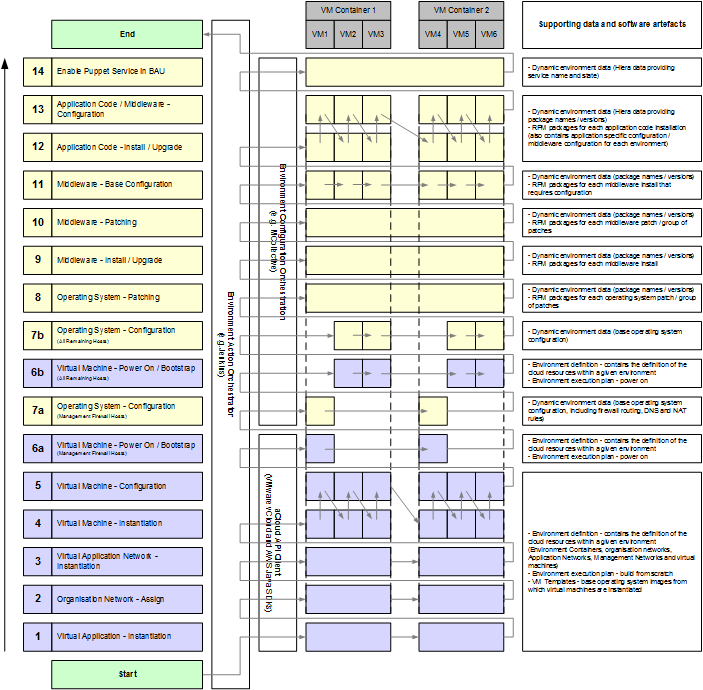 VM Container 1
VM Container 2
Supporting data and software artefacts
End
VM1
VM2
VM3
VM4
VM5
VM6
14
Enable Puppet Service in BAU
- Dynamic environment data (Hiera data providing
service name and state)
13
Application Code / Middleware -
Configuration
- Dynamic environment data (Hiera data providing
package names / versions)
- RPM packages for each application code installation
(also contains application specific configuration /
middleware configuration for each environment)
12
Application Code - Install / Upgrade
11
Middleware - Base Configuration
- Dynamic environment data (package names / versions)
- RPM packages for each middleware install that
requires configuration
10
Middleware - Patching
- Dynamic environment data (package names / versions)
- RPM packages for each middleware patch / group of
patches
9
Middleware - Install / Upgrade
- Dynamic environment data (package names / versions)
- RPM packages for each middleware install
8
Operating System - Patching
- Dynamic environment data (package names / versions)
- RPM packages for each operating system patch / group
of patches
7b
Operating System - Configuration
(All Remaining Hosts)
- Dynamic environment data (base operating system
configuration)
6b
Virtual Machine - Power On / Bootstrap
(All Remaining Hosts)
- Environment definition - contains the definition of the
cloud resources within a given environment
- Environment execution plan - power on
7a
Operating System - Configuration
(Management Firewall Hosts)
- Dynamic environment data (base operating system
configuration, including firewall routing, DNS and NAT
rules)
6a
Virtual Machine - Power On / Bootstrap
(Management Firewall Hosts)
- Environment definition - contains the definition of the
cloud resources within a given environment
- Environment execution plan - power on
5
Virtual Machine - Configuration
4
Virtual Machine - Instantiation
3
Virtual Application Network -
Instantiation
2
Organisation Network - Assign
1
Virtual Application - Instantiation
- Environment definition - contains the definition of the
cloud resources within a given environment
(Environment Containers, organisation networks,
Application Networks, Management Networks and virtual
machines)
- Environment execution plan - build from scratch
- VM Templates - base operating system images from
which virtual machines are instantiated
Start
Environment Action Orchestrator
(e.g. Jenkins)
Environment Configuration Orchestration
(e.g. MCollective)
aCloud API Client
(VMware vCloud and AWS Java SDKs)